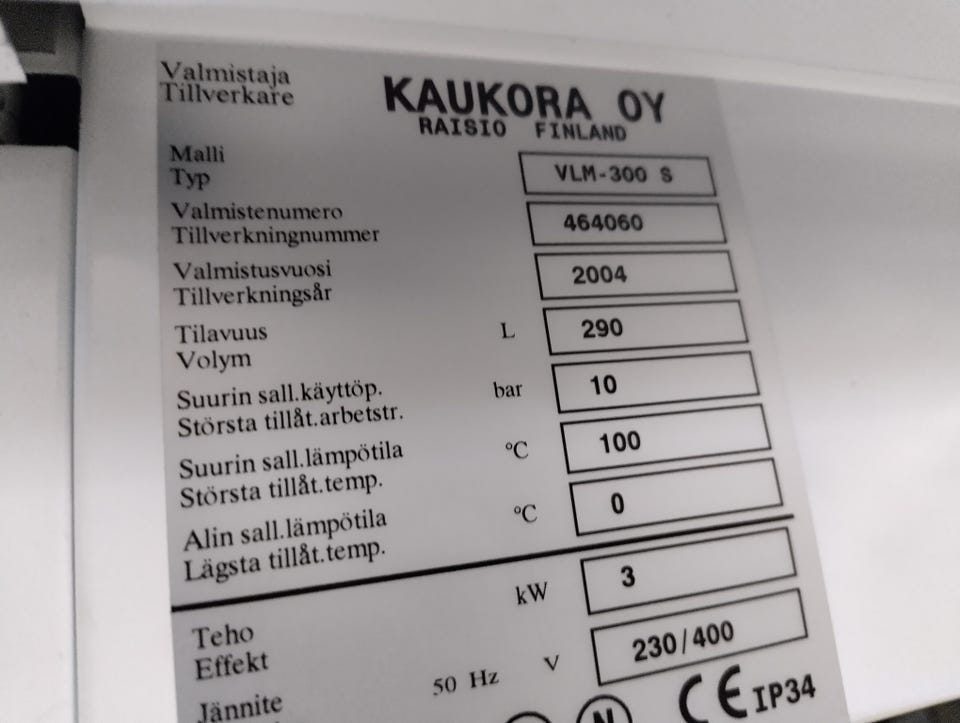 Valmistaja
Tillverkare
KAUKORA OY
RAISIO FINLAND
Malli
Typ
VLM-300 S
Valmistenumero
Tillverkningnummer
464060
Valmistusvuosi
Tillverkningsår
2004
Tilavuus
Volym
L
290
Suurin sall.käyttöp.
Största tillåt.arbetstr.
bar
10
Suurin sall.lämpötila
Största tillåt.temp.
°C
100
Alin sall.lämpötila
Lägsta tillåt.temp.
°C
0
Teho
Effekt
kW
3
Jännite
50 Hz
V
230/400
N
CE IP34